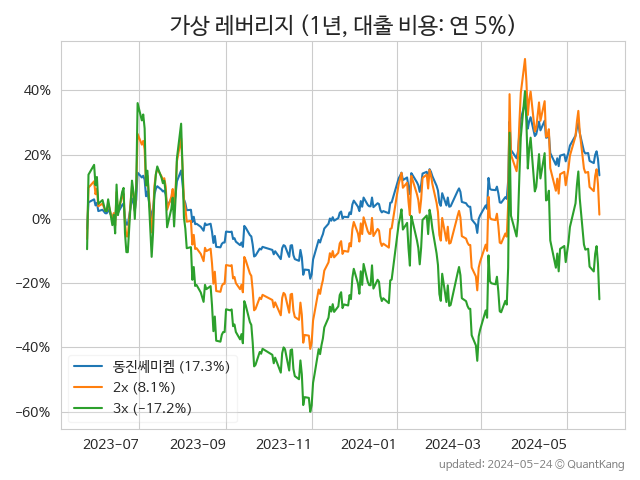 가상 레버리지 (1년, 대출 비용: 연 5%)
40%
20%
0%
−20%
−40%
−60%
동진쎄미켐 (17.3%)
2x (8.1%)
3x (−17.2%)
2023-07 2023-09 2023-11 2024-01 2024-03 2024-05
updated: 2024-05-24 © QuantKang